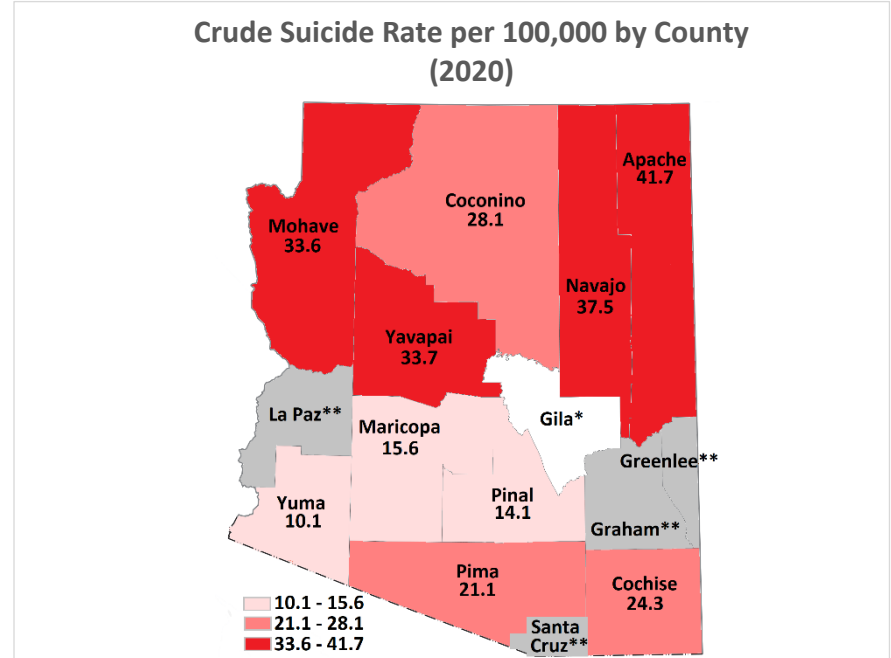 Crude Suicide Rate per 100,000 by County
(2020)
Apache
41.7
Coconino
28.1
Mohave
33.6
Navajo
37.5
Yavapai
33.7
La Paz**
Gila*
Maricopa
15.6
Greenlee**
Yuma
10.1
Pinal
14.1
Graham**
Pima
21.1
Cochise
24.3
Santa
Cruz**
10.1 - 15.6
21.1 - 28.1
33.6 - 41.7